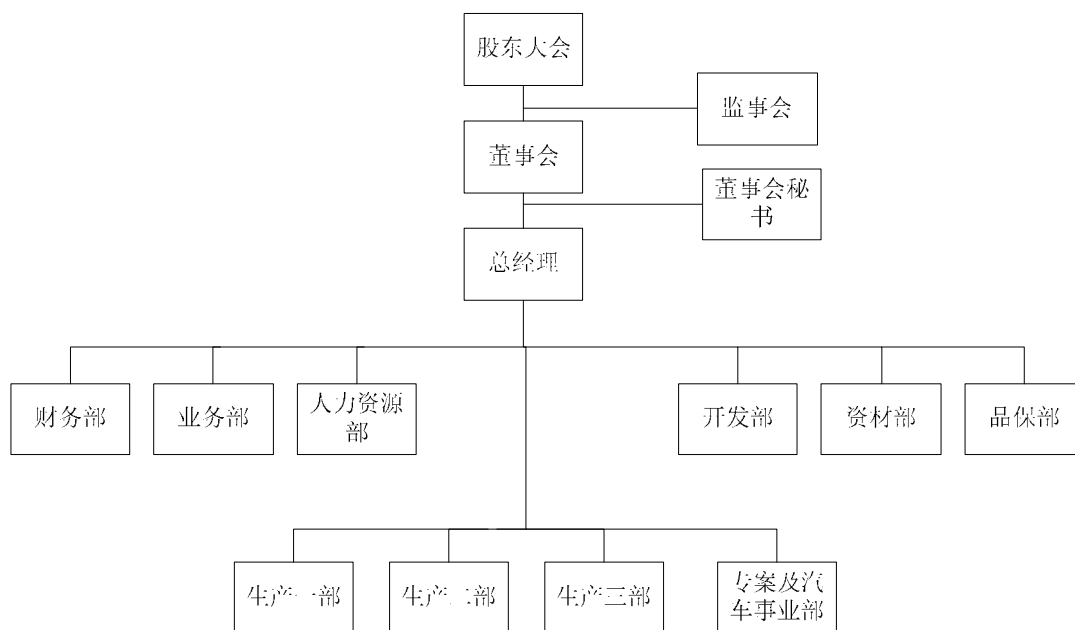 股东大会
监事会
董事会
董事会秘
书
总经理
财务部
业务部
人力资源
部
开发部
资材部
品保部
生产一部
生产二部
生产三部
专案及汽
车事业部